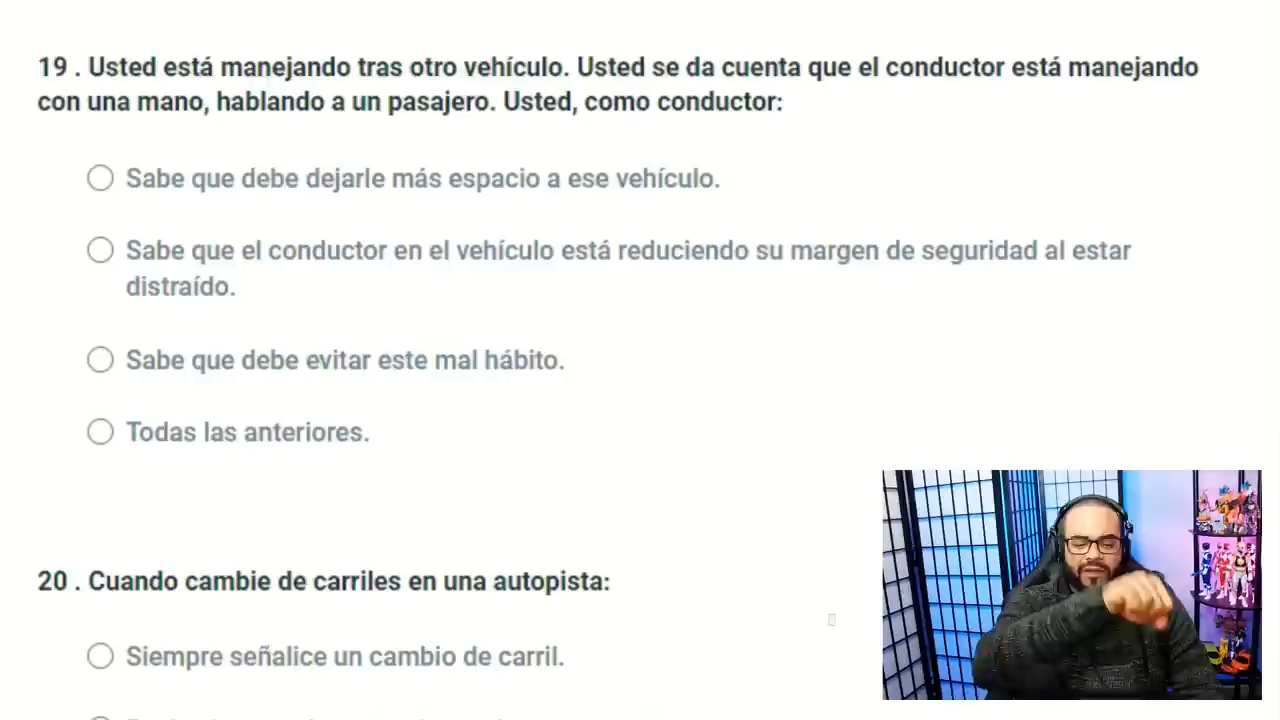 19 . Usted está manejando tras otro vehículo. Usted se da cuenta que el conductor está manejando
con una mano, hablando a un pasajero. Usted, como conductor:
Sabe que debe dejarle más espacio a ese vehículo.
Sabe que el conductor en el vehículo está reduciendo su margen de seguridad al estar
distraído.
Sabe que debe evitar este mal hábito.
Todas las anteriores.
20 . Cuando cambie de carriles en una autopista:
Siempre señalice un cambio de carril.